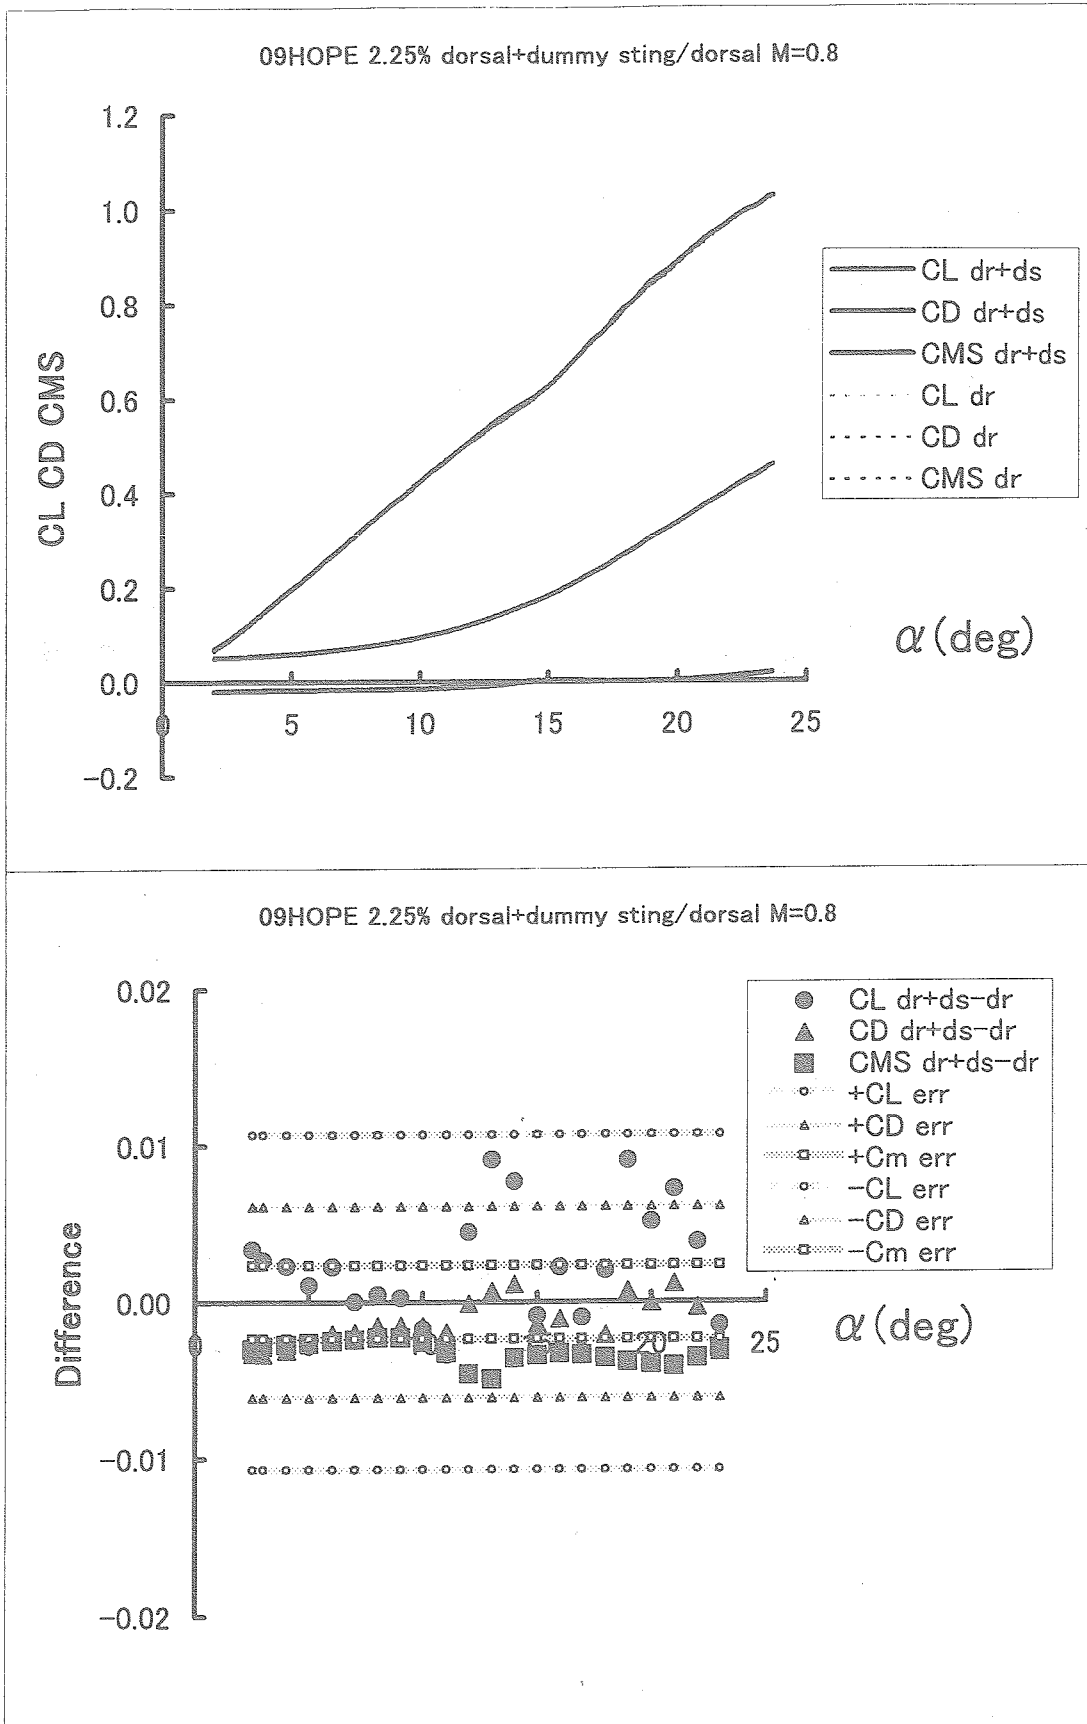 09HOPE 2.25% dorsal+dummy sting/dorsal M=0.8
1.2
1.0
0.8
0.6
0.4
0.2
0.0
-0.2
CL CD CMS
0
5
10
15
20
25
α(deg)
CL dr+ds
CD dr+ds
CMS dr+ds
CL dr
CD dr
CMS dr
09HOPE 2.25% dorsal+dummy sting/dorsal M=0.8
0.02
0.01
0.00
-0.01
-0.02
Difference
0
20
25
α(deg)
CL dr+ds-dr
CD dr+ds-dr
CMS dr+ds-dr
+CL err
+CD err
+Cm err
-CL err
-CD err
-Cm err